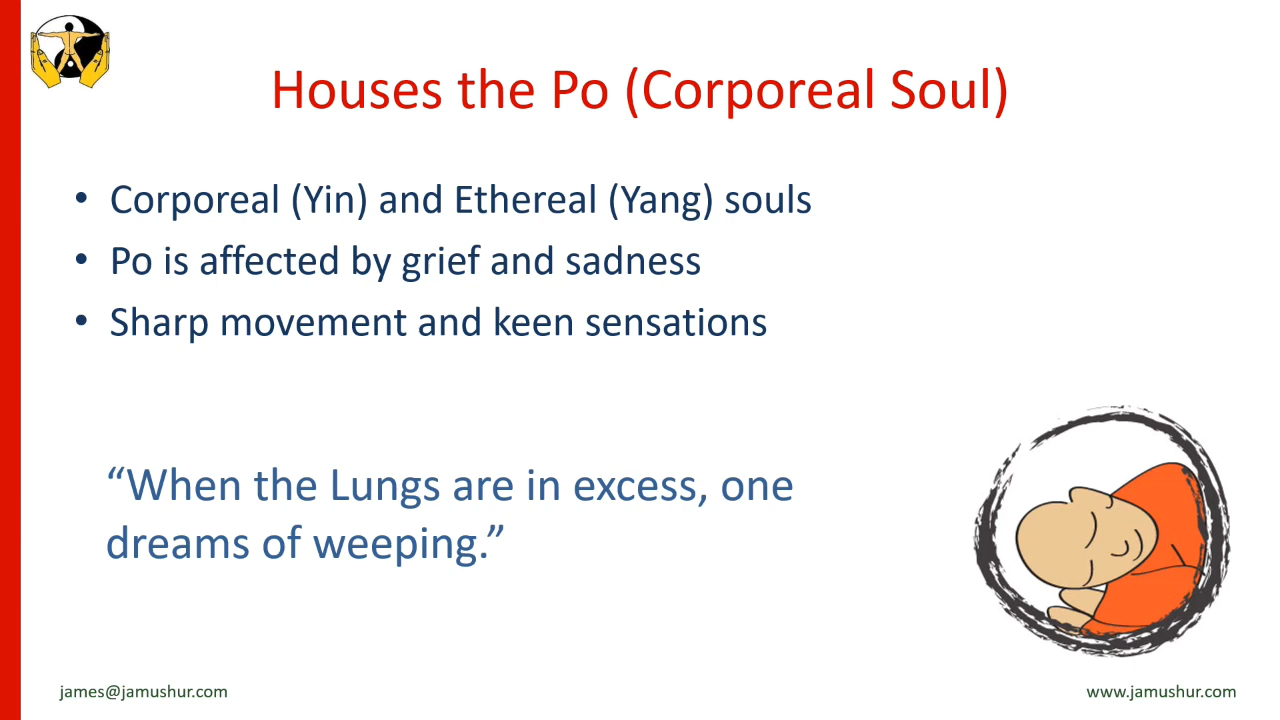 Houses the Po (Corporeal Soul)
• Corporeal (Yin) and Ethereal (Yang) souls
• Po is affected by grief and sadness
• Sharp movement and keen sensations
“When the Lungs are in excess, one
dreams of weeping.”
james@jamushur.com
www.jamushur.com